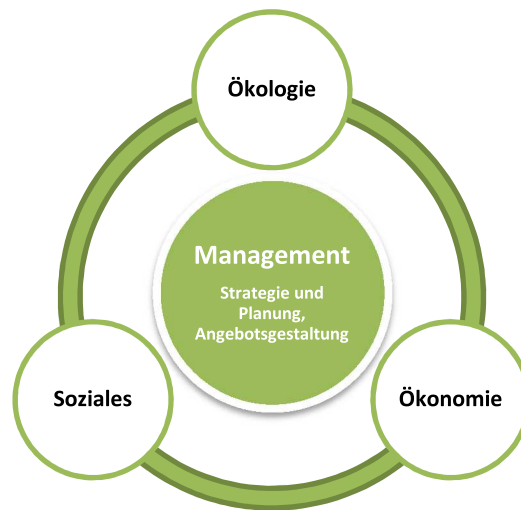 Ökologie
Management
Strategie und
Planung,
Angebotsgestaltung
Soziales
Ökonomie